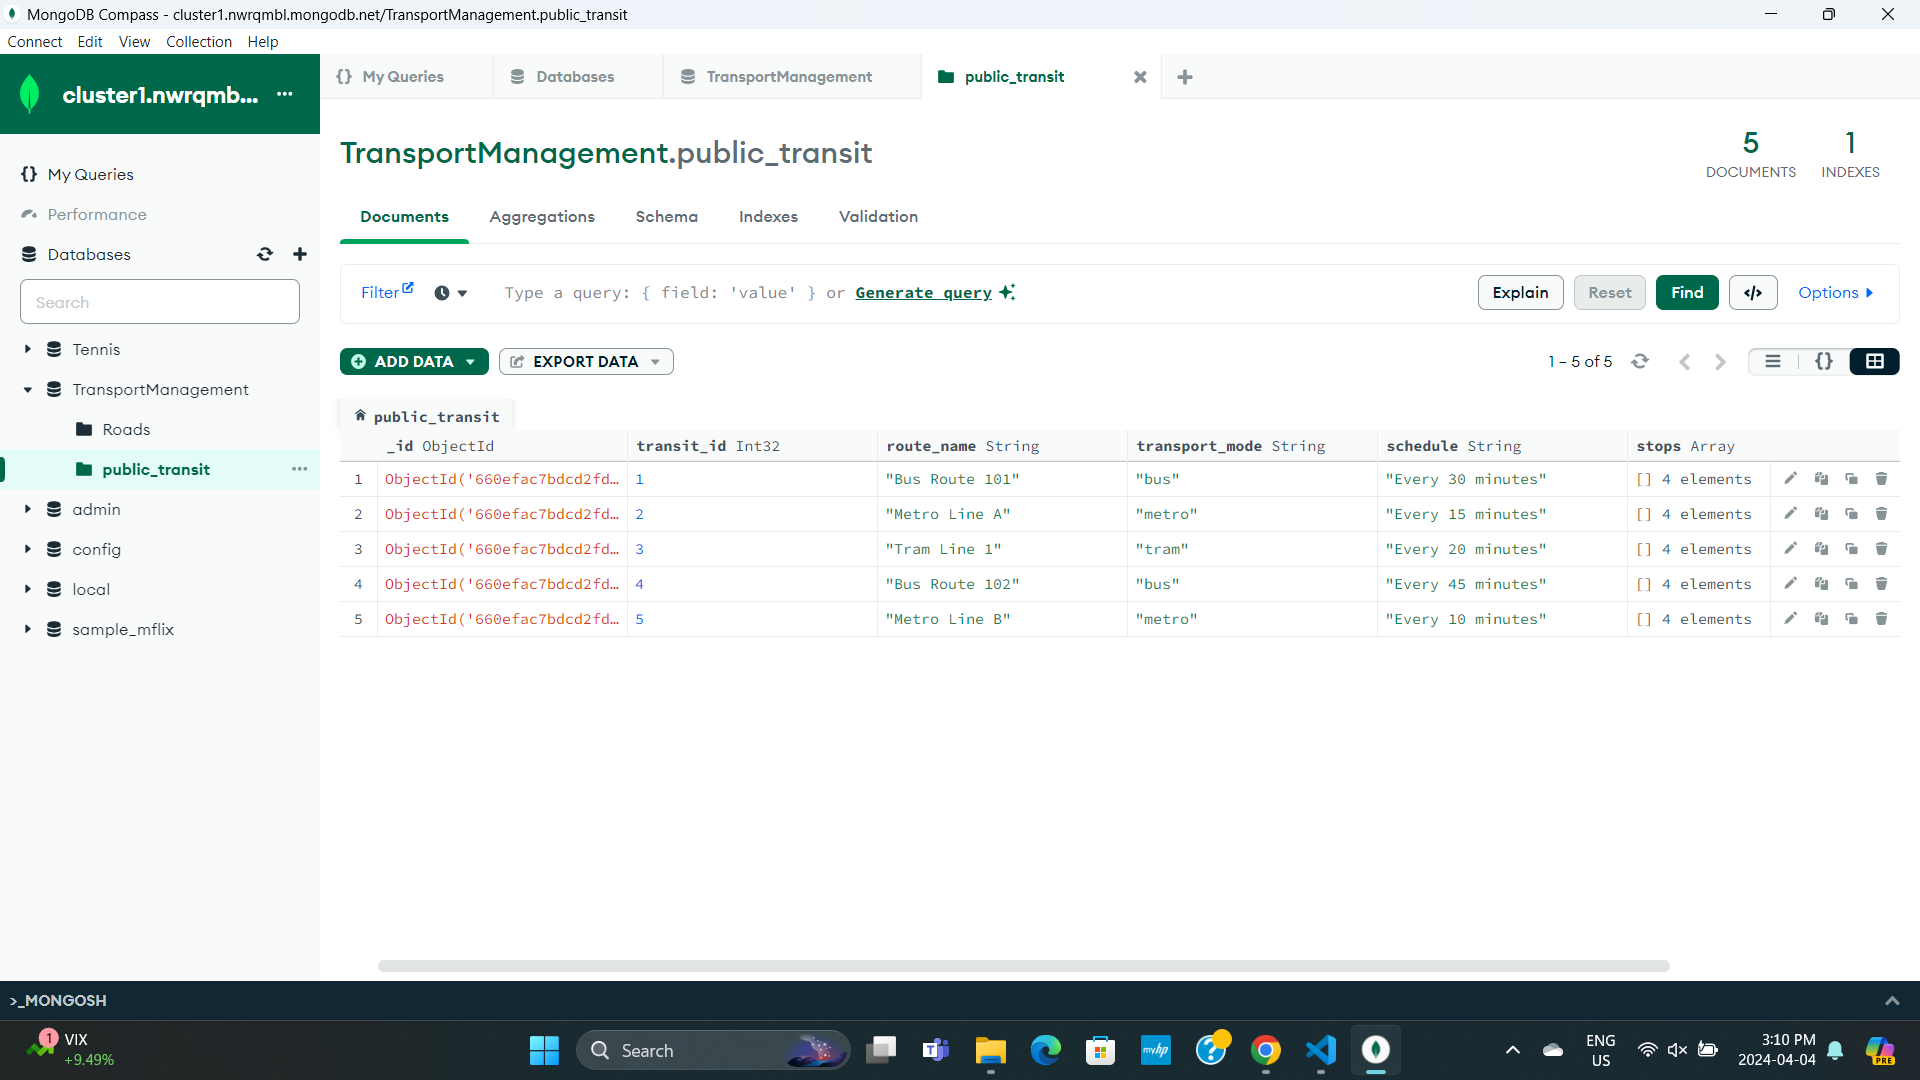 MongoDB Compass - cluster1.nwrqmbl.mongodb.net/TransportManagement.public_transit
Connect Edit View Collection Help
cluster1.nwrqmb... ···
My Queries
Performance
Databases
Search
Tennis
TransportManagement
Roads
public_transit
admin
config
local
sample_mflix
{} My Queries Databases TransportManagement public_transit
TransportManagement.public_transit
5 DOCUMENTS
1 INDEXES
Documents Aggregations Schema Indexes Validation
Filter Type a query: { field: 'value' } or Generate query Explain Reset Find </> Options
ADD DATA EXPORT DATA 1 – 5 of 5 {}
public_transit
_id ObjectId transit_id Int32 route_name String transport_mode String schedule String stops Array
1 ObjectId('660efac7bdcd2fd… 1 "Bus Route 101" "bus" "Every 30 minutes" [] 4 elements
2 ObjectId('660efac7bdcd2fd… 2 "Metro Line A" "metro" "Every 15 minutes" [] 4 elements
3 ObjectId('660efac7bdcd2fd… 3 "Tram Line 1" "tram" "Every 20 minutes" [] 4 elements
4 ObjectId('660efac7bdcd2fd… 4 "Bus Route 102" "bus" "Every 45 minutes" [] 4 elements
5 ObjectId('660efac7bdcd2fd… 5 "Metro Line B" "metro" "Every 10 minutes" [] 4 elements
>_MONGOSH
1 VIX
+9.49%
Search
myhp
ENG
US
3:10 PM
2024-04-04
PRE